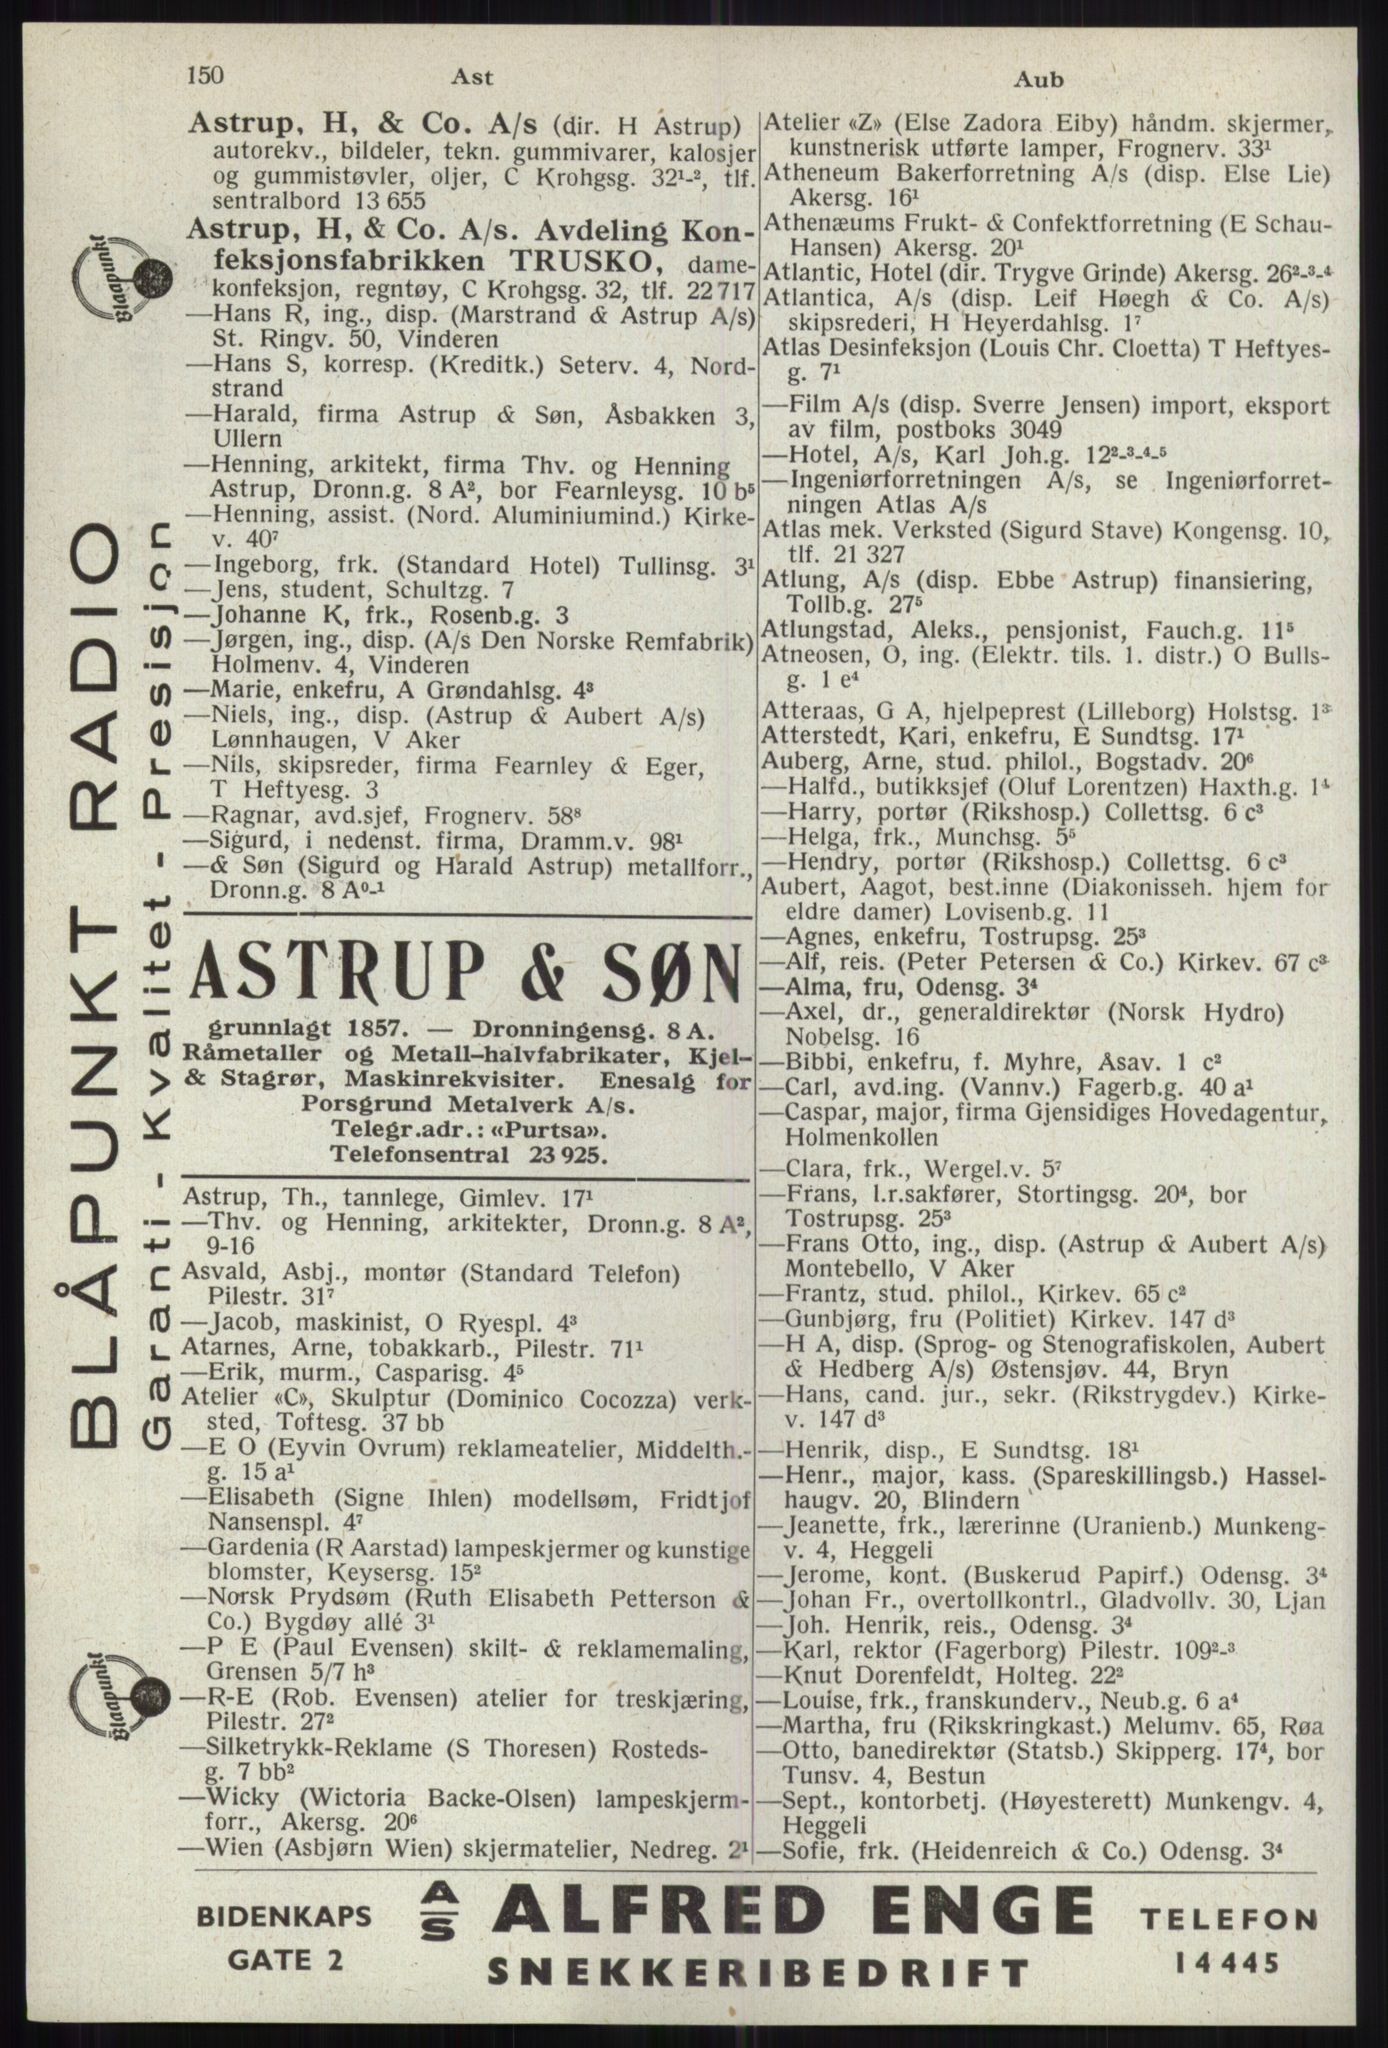 150
Ast
Aub
Astrup, H, & Co. A/s (dir. H Astrup)
autorekv., bildeler, tekn. gummivarer, kalosjer
og gummistøvler, oljer, C Krohgsg. 32¹-², tlf.
sentralbord 13 655
Astrup, H, & Co. A/s. Avdeling Kon-
feksjonsfabrikken TRUSKO, dame-
konfeksjon, regntøy, C Krohgsg. 32, tlf. 22 717
—Hans R, ing., disp. (Marstrand & Astrup A/s)
St. Ringv. 50, Vinderen
—Hans S, korresp. (Kreditk.) Seterv. 4, Nord-
strand
—Harald, firma Astrup & Søn, Åsbakken 3,
Ullern
—Henning, arkitekt, firma Thv. og Henning
Astrup, Dronn.g. 8 A², bor Fearnleysg. 10 b⁵
—Henning, assist. (Nord. Aluminiumind.) Kirke-
v. 40⁷
—Ingeborg, frk. (Standard Hotel) Tullinsg. 3¹
—Jens, student, Schultzg. 7
—Johanne K, frk., Rosenb.g. 3
—Jørgen, ing., disp. (A/s Den Norske Remfabrik)
Holmenv. 4, Vinderen
—Marie, enkefru, A Grøndahlsg. 4³
—Niels, ing., disp. (Astrup & Aubert A/s)
Lønnhaugen, V Aker
—Nils, skipsreder, firma Fearnley & Eger,
T Heftyesg. 3
—Ragnar, avd.sjef, Frognerv. 58⁸
—Sigurd, i nedenst. firma, Dramm.v. 98¹
—& Søn (Sigurd og Harald Astrup) metallforr.,
Dronn.g. 8 A⁰-¹
ASTRUP & SØN
grunnlagt 1857. — Dronningensg. 8 A.
Råmetaller og Metall-halvfabrikater, Kjel-
& Stagrør, Maskinrekvisiter. Enesalg for
Porsgrund Metalverk A/s.
Telegr.adr.: «Purtsa».
Telefonsentral 23 925.
Astrup, Th., tannlege, Gimlev. 17¹
—Thv. og Henning, arkitekter, Dronn.g. 8 A²,
9-16
Asvald, Asbj., montør (Standard Telefon)
Pilestr. 31⁷
—Jacob, maskinist, O Ryespl. 4³
Atarnes, Arne, tobakkarb., Pilestr. 71¹
—Erik, murm., Casparisg. 4⁵
Atelier «C», Skulptur (Dominico Cocozza) verk-
sted, Toftesg. 37 bb
—E O (Eyvin Ovrum) reklameatelier, Middelth.-
g. 15 a¹
—Elisabeth (Signe Ihlen) modellsøm, Fridtjof
Nansenspl. 4⁷
—Gardenia (R Aarstad) lampeskjermer og kunstige
blomster, Keysersg. 15²
—Norsk Prydsøm (Ruth Elisabeth Petterson &
Co.) Bygdøy allé 3¹
—P E (Paul Evensen) skilt- & reklamemaling,
Grensen 5/7 h³
—R-E (Rob. Evensen) atelier for treskjæring,
Pilestr. 27²
—Silketrykk-Reklame (S Thoresen) Rosteds-
g. 7 bb²
—Wicky (Wictoria Backe-Olsen) lampeskjerm-
forr., Akersg. 20⁶
—Wien (Asbjørn Wien) skjermatelier, Nedreg. 2¹
Atelier «Z» (Else Zadora Eiby) håndm. skjermer,
kunstnerisk utførte lamper, Frognerv. 33¹
Atheneum Bakerforretning A/s (disp. Else Lie)
Akersg. 16¹
Athenæums Frukt- & Confektforretning (E Schau-
Hansen) Akersg. 20¹
Atlantic, Hotel (dir. Trygve Grinde) Akersg. 26²-³-⁴
Atlantica, A/s (disp. Leif Høegh & Co. A/s)
skipsrederi, H Heyerdahlsg. 1⁷
Atlas Desinfeksjon (Louis Chr. Cloetta) T Heftyes-
g. 7¹
—Film A/s (disp. Sverre Jensen) import, eksport
av film, postboks 3049
—Hotel, A/s, Karl Joh.g. 12²-³-⁴-⁵
—Ingeniørforretningen A/s, se Ingeniørforret-
ningen Atlas A/s
Atlas mek. Verksted (Sigurd Stave) Kongensg. 10,
tlf. 21 327
Atlung, A/s (disp. Ebbe Astrup) finansiering,
Tollb.g. 27⁵
Atlungstad, Aleks., pensjonist, Fauch.g. 11⁵
Atneosen, O, ing. (Elektr. tils. 1. distr.) O Bulls-
g. 1 e⁴
Atteraas, G A, hjelpeprest (Lilleborg) Holstsg. 1³
Atterstedt, Kari, enkefru, E Sundtsg. 17¹
Auberg, Arne, stud. philol., Bogstadv. 20⁶
—Halfd., butikksjef (Oluf Lorentzen) Haxth.g. 1⁴
—Harry, portør (Rikshosp.) Collettsg. 6 c³
—Helga, frk., Munchsg. 5⁵
—Hendry, portør (Rikshosp.) Collettsg. 6 c³
Aubert, Aagot, best.inne (Diakonisseh. hjem for
eldre damer) Lovisenb.g. 11
—Agnes, enkefru, Tostrupsg. 25³
—Alf, reis. (Peter Petersen & Co.) Kirkev. 67 c³
—Alma, fru, Odensg. 3⁴
—Axel, dr., generaldirektør (Norsk Hydro)
Nobelsg. 16
—Bibbi, enkefru, f. Myhre, Åsav. 1 c²
—Carl, avd.ing. (Vannv.) Fagerb.g. 40 a¹
—Caspar, major, firma Gjensidiges Hovedagentur,
Holmenkollen
—Clara, frk., Wergel.v. 5⁷
—Frans, l.r.sakfører, Stortingsg. 20⁴, bor
Tostrupsg. 25³
—Frans Otto, ing., disp. (Astrup & Aubert A/s)
Montebello, V Aker
—Frantz, stud. philol., Kirkev. 65 c²
—Gunbjørg, fru (Politiet) Kirkev. 147 d³
—H A, disp. (Sprog- og Stenografiskolen, Aubert
& Hedberg A/s) Østensjøv. 44, Bryn
—Hans, cand. jur., sekr. (Rikstrygdev.) Kirke-
v. 147 d³
—Henrik, disp., E Sundtsg. 18¹
—Henr., major, kass. (Spareskillingsb.) Hassel-
haugv. 20, Blindern
—Jeanette, frk., lærerinne (Uranienb.) Munkeng-
v. 4, Heggeli
—Jerome, kont. (Buskerud Papirf.) Odensg. 3⁴
—Johan Fr., overtollkontrl., Gladvollv. 30, Ljan
—Joh. Henrik, reis., Odensg. 3⁴
—Karl, rektor (Fagerborg) Pilestr. 109²-³
—Knut Dorenfeldt, Holteg. 22²
—Louise, frk., franskunderv., Neub.g. 6 a⁴
—Martha, fru (Rikskringkast.) Melumv. 65, Røa
—Otto, banedirektør (Statsb.) Skipperg. 17⁴, bor
Tunsv. 4, Bestun
—Sept., kontorbetj. (Høyesterett) Munkengv. 4,
Heggeli
—Sofie, frk. (Heidenreich & Co.) Odensg. 3⁴
Blaapunkt
BLÅPUNKT RADIO
Garanti - Kvalitet - Presisjon
Blaapunkt
BIDENKAPS
GATE 2
A/S ALFRED ENGE
SNEKKERIBEDRIFT
TELEFON
14445